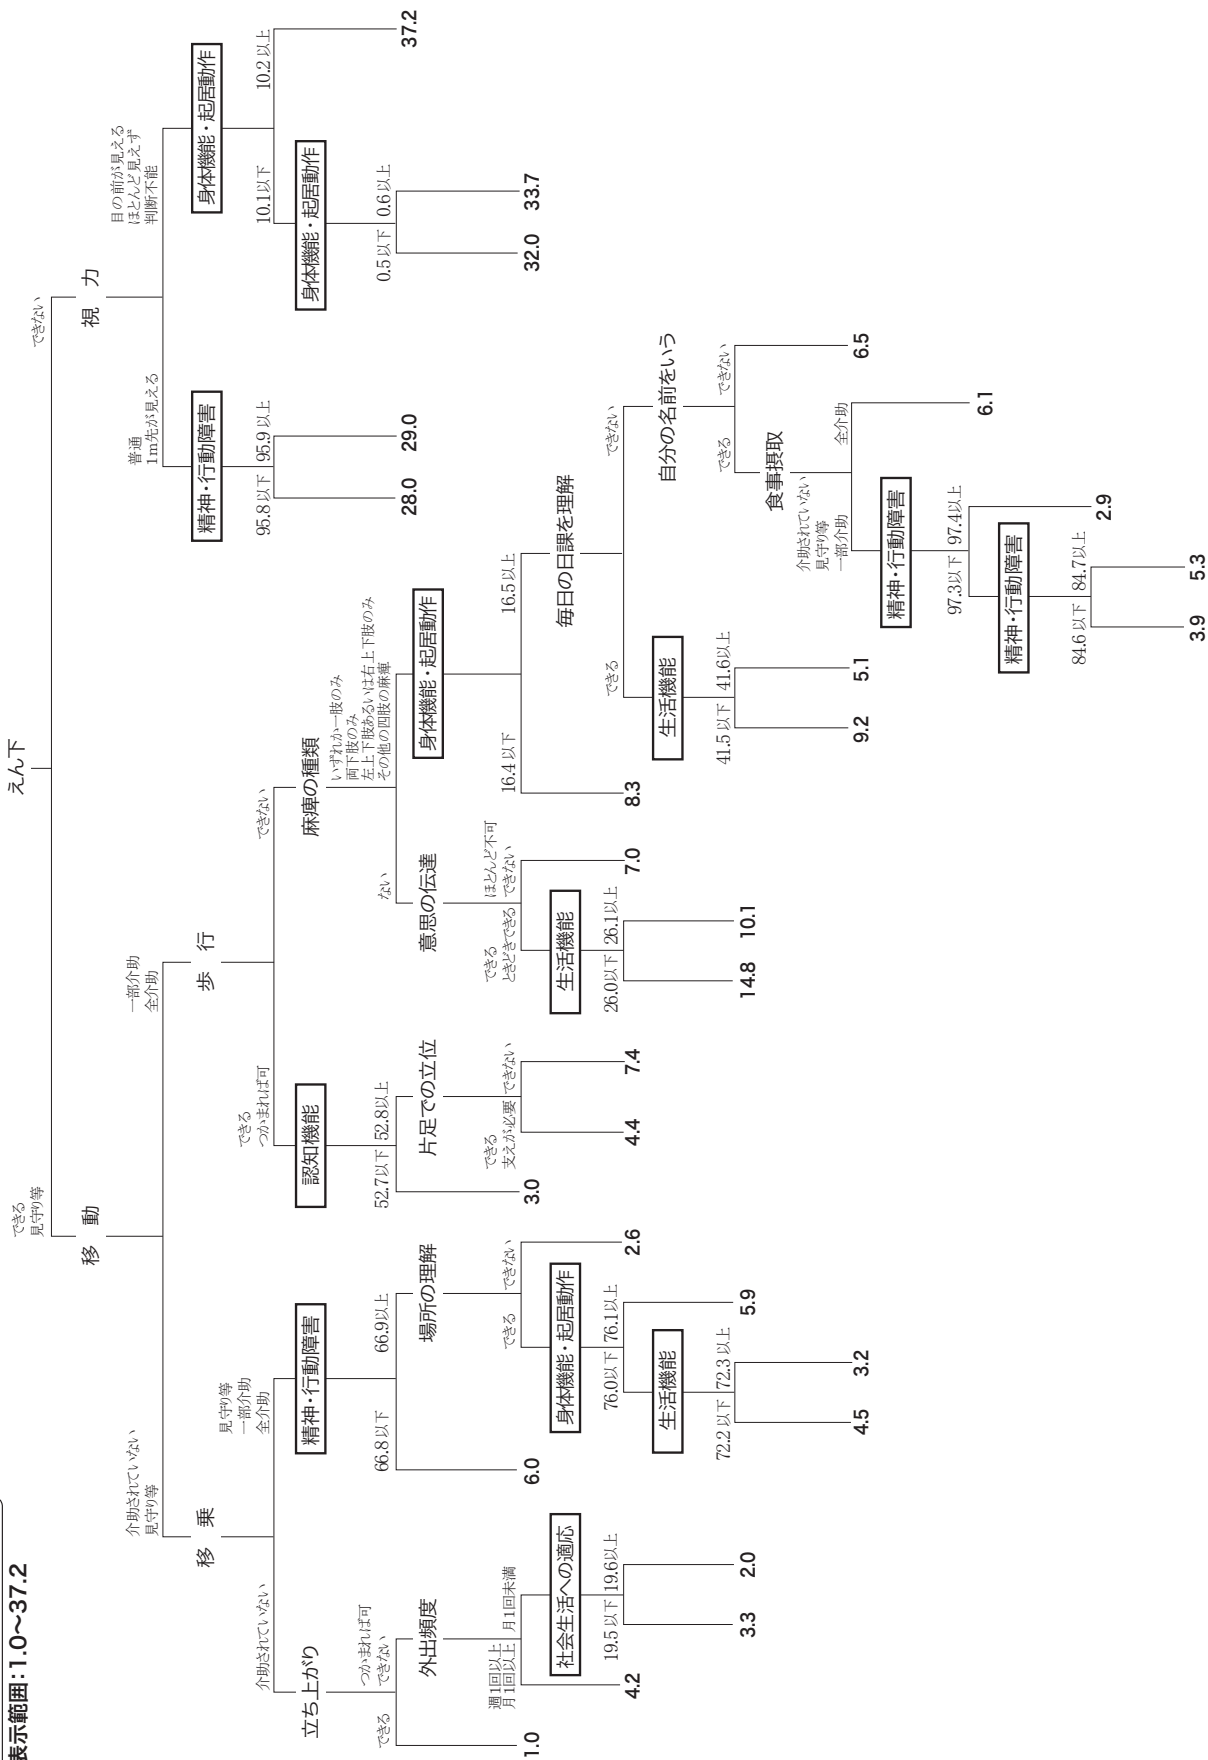 表示範囲：1.0～37.2
えん下
できる
見守り等
できない
移　動
介助されていない
見守り等
一部介助
全介助
移　乗
介助されていない
見守り等
一部介助
全介助
立ち上がり
できる
つかまれば可
できない
1.0
外出頻度
週1回以上
月1回以上
月1回未満
4.2
社会生活への適応
19.5 以下
19.6以上
3.3
2.0
精神・行動障害
66.8 以下
66.9以上
6.0
場所の理解
できる
できない
2.6
身体機能・起居動作
76.0以下
76.1以上
5.9
生活機能
72.2 以下
72.3 以上
4.5
3.2
歩　行
できる
つかまれば可
できない
認知機能
52.7以下
52.8以上
3.0
片足での立位
できる
支えが必要
できない
4.4
7.4
麻痺の種類
ない
いずれか一肢のみ
両下肢のみ
左上下肢あるいは右上下肢のみ
その他の四肢の麻痺
意思の伝達
できる
ときどきできる
ほとんど不可
できない
7.0
生活機能
26.0以下
26.1以上
14.8
10.1
身体機能・起居動作
16.4 以下
16.5以上
8.3
毎日の日課を理解
できる
できない
生活機能
41.5 以下
41.6以上
9.2
5.1
自分の名前をいう
できる
できない
6.5
食事摂取
介助されていない
見守り等
一部介助
全介助
6.1
精神・行動障害
97.3以下
97.4以上
2.9
精神・行動障害
84.6 以下
84.7以上
3.9
5.3
視　力
普通
1m先が見える
目の前が見える
ほとんど見えず
判断不能
精神・行動障害
95.8以下
95.9 以上
28.0
29.0
身体機能・起居動作
10.1以下
10.2 以上
37.2
身体機能・起居動作
0.5 以下
0.6以上
32.0
33.7